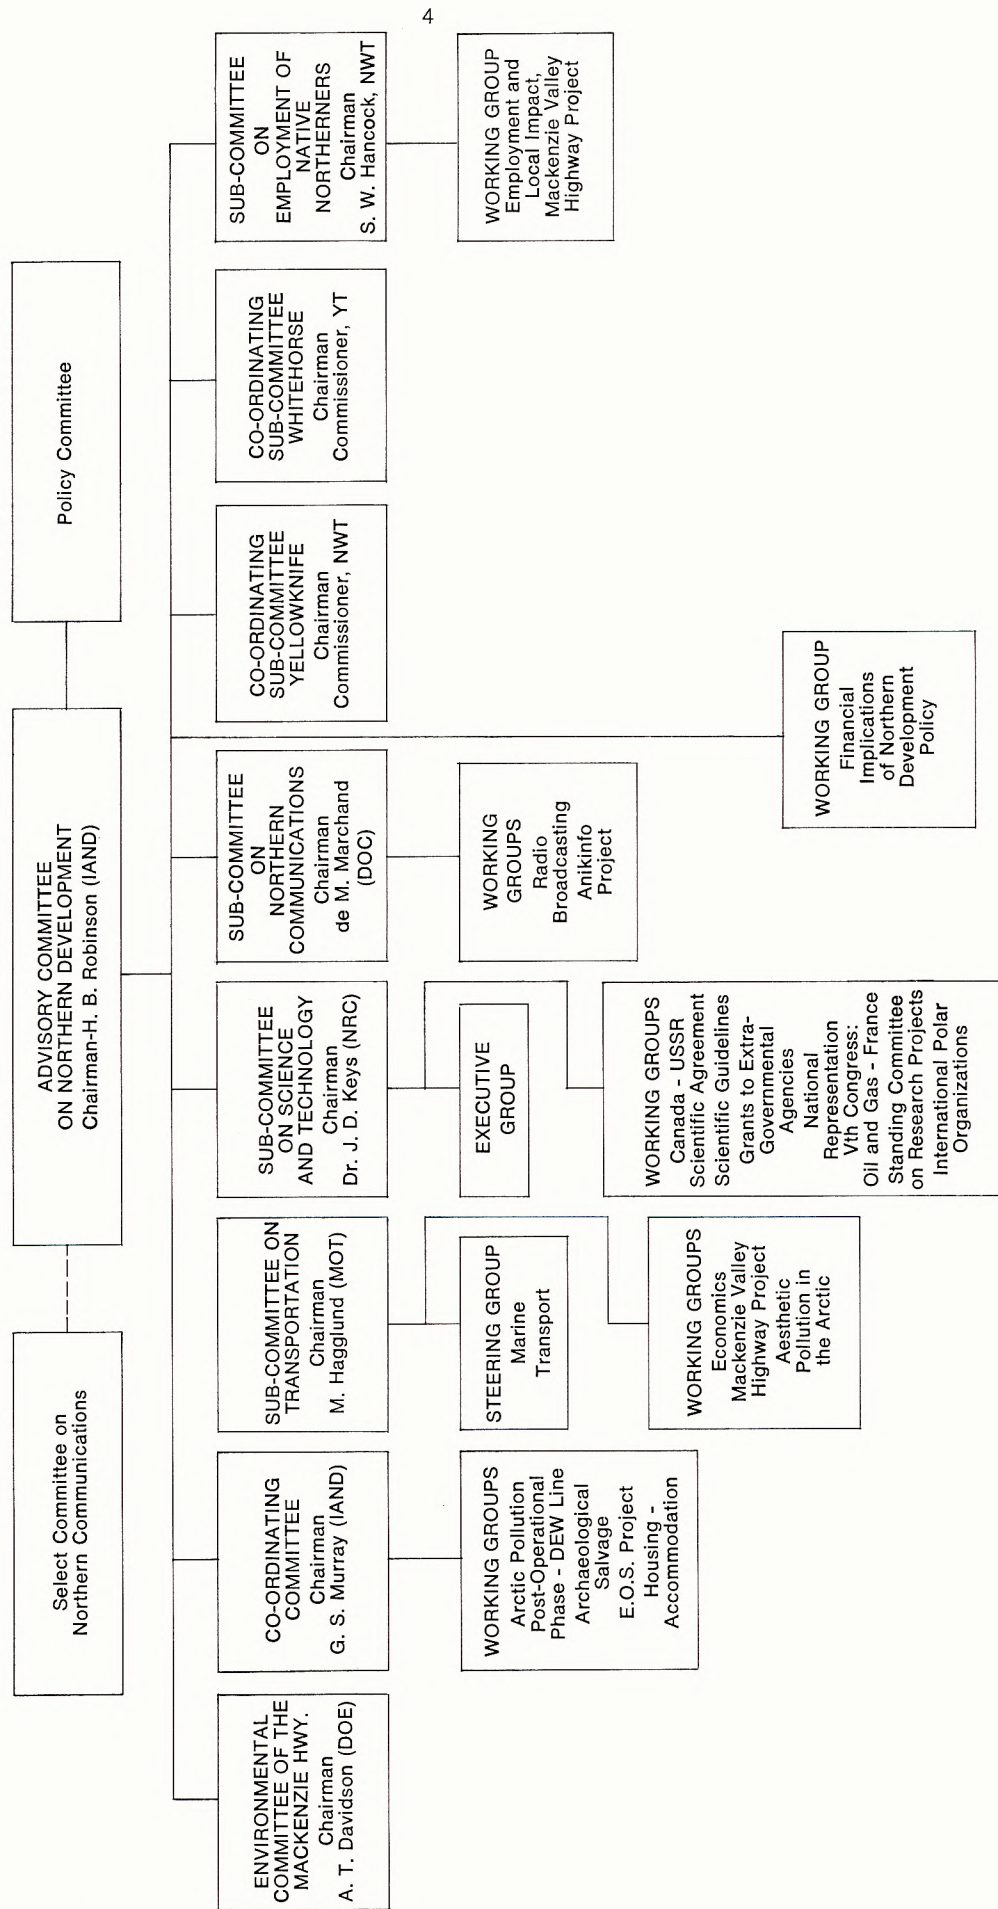 4
Select Committee on
Northern Communications
ADVISORY COMMITTEE
ON NORTHERN DEVELOPMENT
Chairman-H. B. Robinson (IAND)
Policy Committee
ENVIRONMENTAL
COMMITTEE OF THE
MACKENZIE HWY.
Chairman
A. T. Davidson (DOE)
CO-ORDINATING
COMMITTEE
Chairman
G. S. Murray (IAND)
SUB-COMMITTEE ON
TRANSPORTATION
Chairman
M. Hagglund (MOT)
SUB-COMMITTEE
ON SCIENCE
AND TECHNOLOGY
Chairman
Dr. J. D. Keys (NRC)
SUB-COMMITTEE
ON
NORTHERN
COMMUNICATIONS
Chairman
de M. Marchand
(DOC)
CO-ORDINATING
SUB-COMMITTEE
YELLOWKNIFE
Chairman
Commissioner, NWT
CO-ORDINATING
SUB-COMMITTEE
WHITEHORSE
Chairman
Commissioner, YT
SUB-COMMITTEE
ON
EMPLOYMENT OF
NATIVE
NORTHERNERS
Chairman
S. W. Hancock, NWT
WORKING GROUPS
Arctic Pollution
Post-Operational
Phase - DEW Line
Archaeological
Salvage
E.O.S. Project
Housing -
Accommodation
STEERING GROUP
Marine
Transport
WORKING GROUPS
Economics
Mackenzie Valley
Highway Project
Aesthetic
Pollution in
the Arctic
EXECUTIVE
GROUP
WORKING GROUPS
Canada - USSR
Scientific Agreement
Scientific Guidelines
Grants to Extra-
Governmental
Agencies
National
Representation
Vth Congress:
Oil and Gas - France
Standing Committee
on Research Projects
International Polar
Organizations
WORKING
GROUPS
Radio
Broadcasting
Anikinfo
Project
WORKING GROUP
Financial
Implications
of Northern
Development
Policy
WORKING GROUP
Employment and
Local Impact,
Mackenzie Valley
Highway Project